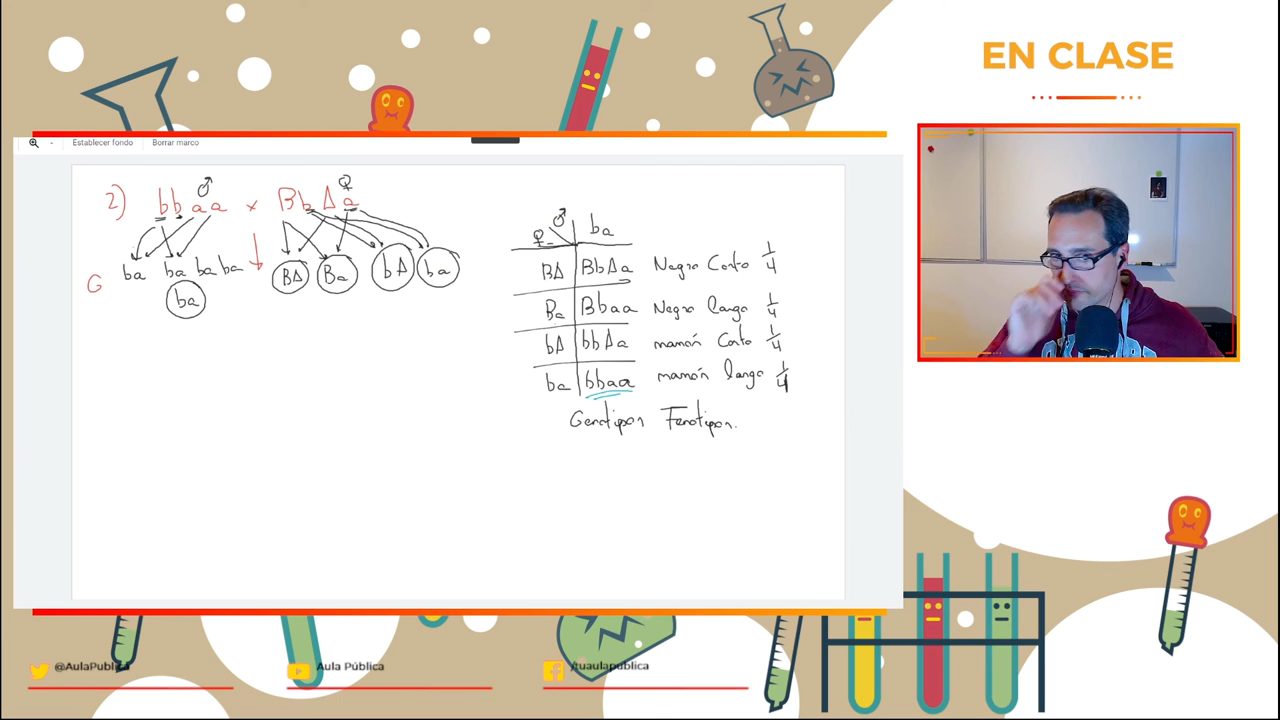 EN CLASE
Establecer fondo Borrar marco
2) bbaa ♂ x BbAa ♀
G ba ba ba ba BA Ba bA ba
ba
♂ ba
♀
BA BbAa Negro Corto 1/4
Ba Bbaa Negro largo 1/4
bA bbAa marrón Corto 1/4
ba bbaa marrón largo 1/4
Genotipos Fenotipos.
@AulaPublica Aula Pública /tuaulapublica